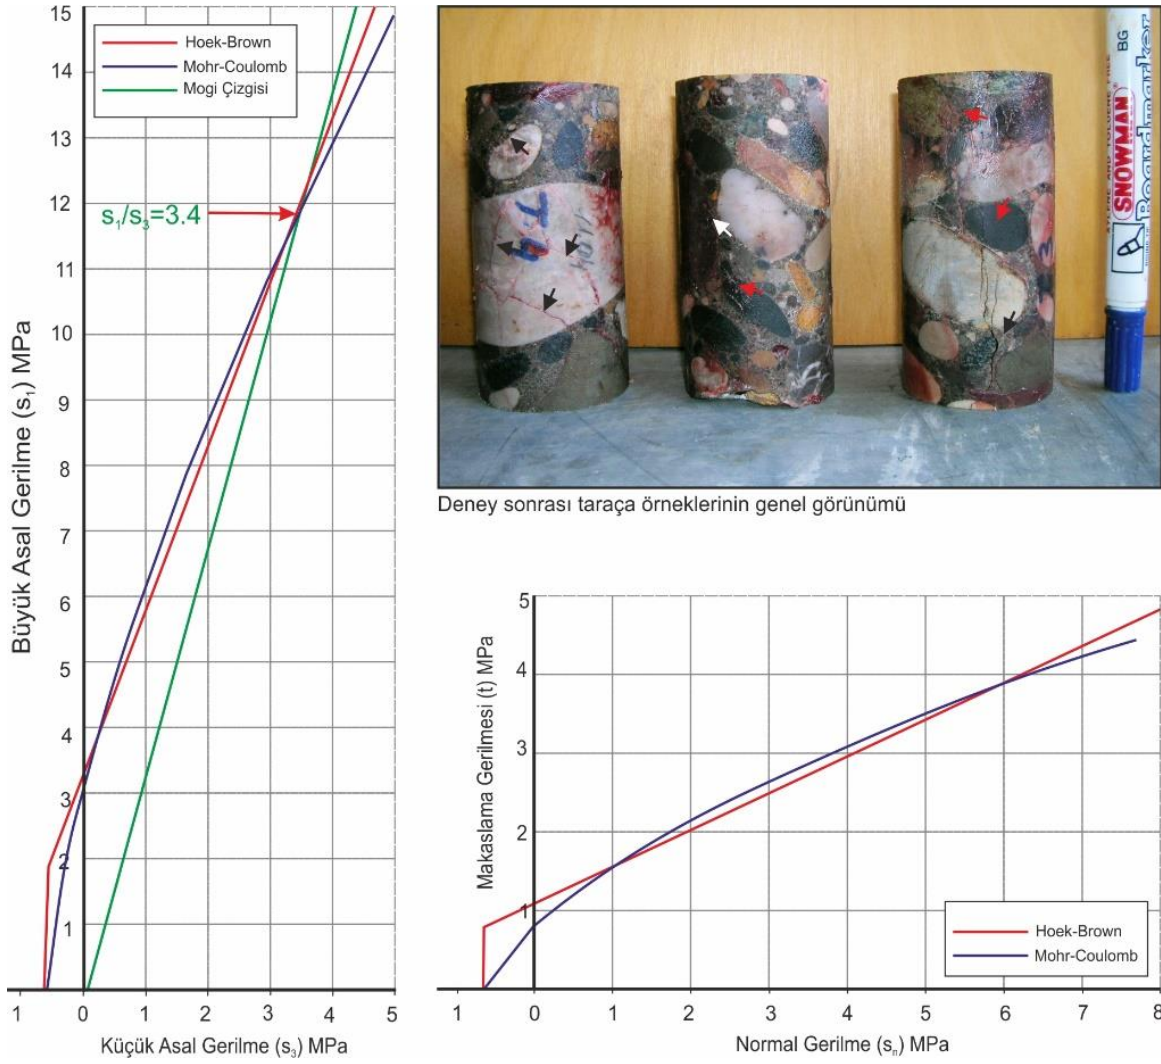 15
14
13
12
11
10
9
8
7
6
5
4
3
2
1
1 0 1 2 3 4 5
Büyük Asal Gerilme (s₁) MPa
Küçük Asal Gerilme (s₃) MPa
Hoek-Brown
Mohr-Coulomb
Mogi Çizgisi
s₁/s₃=3.4
SNOWMAN
Boardmarker
BG
3
Deney sonrası taraça örneklerinin genel görünümü
5
4
3
2
1
1 0 1 2 3 4 5 6 7 8
Makaslama Gerilmesi (t) MPa
Normal Gerilme (sₙ) MPa
Hoek-Brown
Mohr-Coulomb